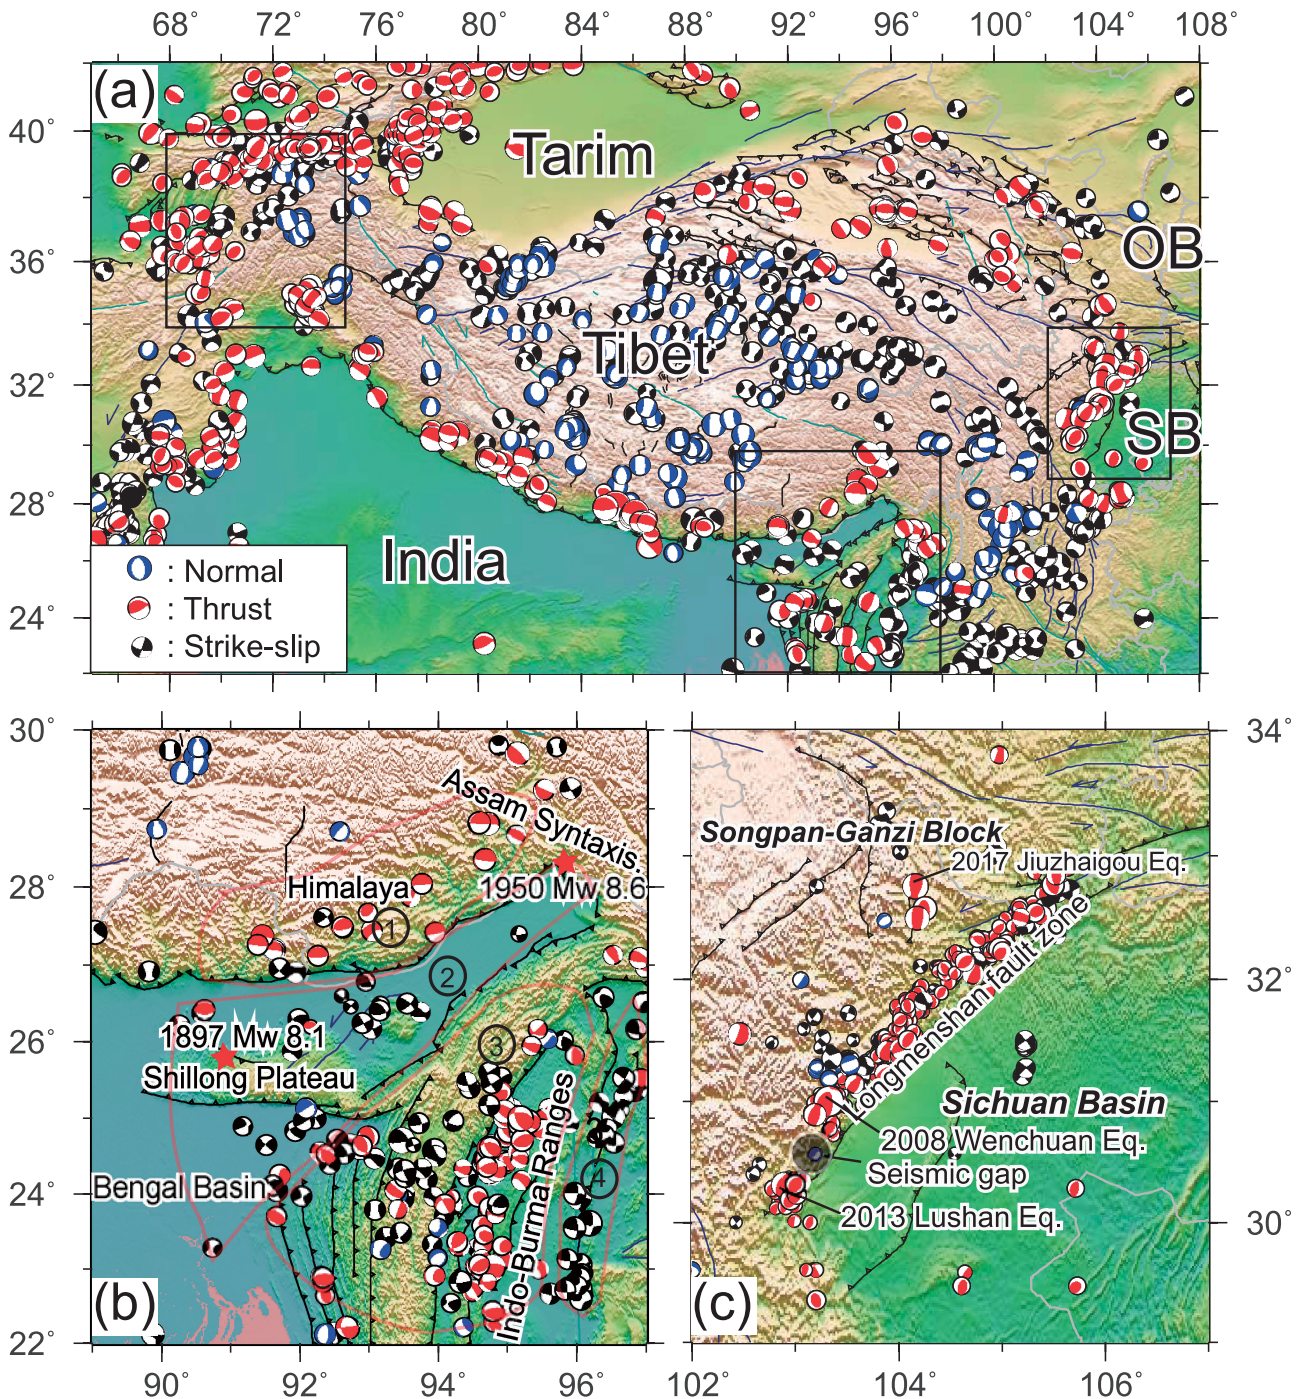 68° 72° 76° 80° 84° 88° 92° 96° 100° 104° 108°
(a)
40°
36°
32°
28°
24°
Tarim
Tibet
India
OB
SB
: Normal
: Thrust
: Strike-slip
30°
28°
26°
24°
22°
Assam Syntaxis.
Himalaya
1950 Mw 8.6
1
2
3
4
1897 Mw 8.1
Shillong Plateau
Bengal Basin
Indo-Burma Ranges
(b)
90° 92° 94° 96°
34°
32°
30°
Songpan-Ganzi Block
2017 Jiuzhaigou Eq.
Longmenshan fault zone
Sichuan Basin
2008 Wenchuan Eq.
Seismic gap
2013 Lushan Eq.
(c)
102° 104° 106°